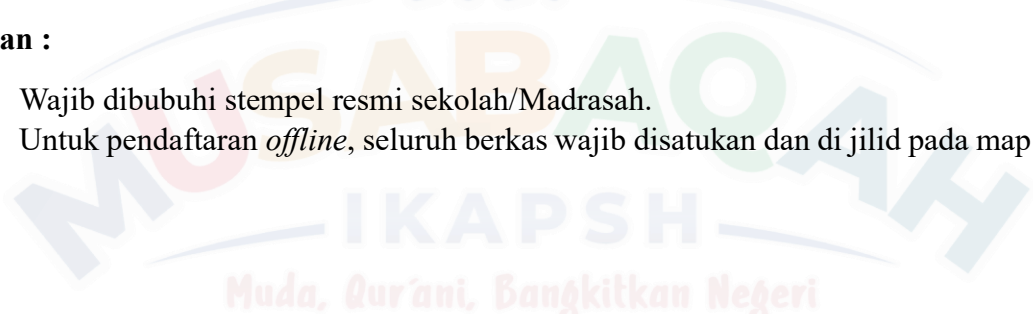 an :
MUSABAQAH
Wajib dibubuhi stempel resmi sekolah/Madrasah.
Untuk pendaftaran offline, seluruh berkas wajib disatukan dan di jilid pada map
IKAPSH
Muda, Qur'ani, Bangkitkan Negeri